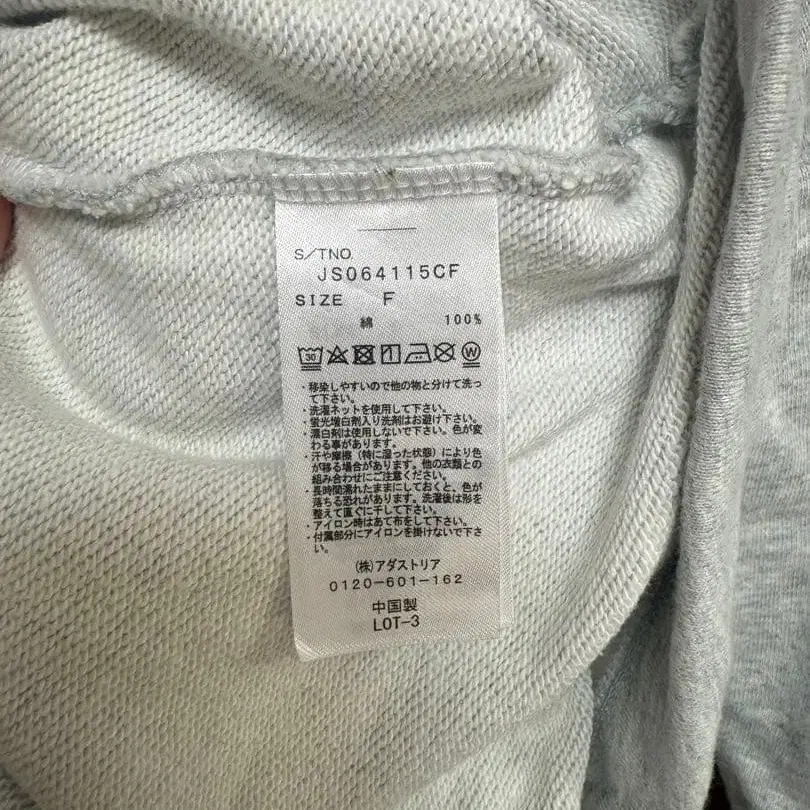 S/TNO.
JS064115CF
SIZE F
綿 100%
30
W
・移染しやすいので他の物と分けて洗っ
て下さい。
・洗濯ネットを使用して下さい。
・蛍光増白剤入り洗剤はお避け下さい。
・漂白剤は使用しないで下さい。色が変
わる事があります。
・汗や摩擦（特に湿った状態）により色
が移る場合があります。他の衣類との
組み合わせにご注意ください。
・長時間濡れたままにしておくと、色が
落ちる恐れがあります。洗濯後は形を
整えて直ぐに干して下さい。
・アイロン時はあて布をして下さい。
・付属部分にアイロンを掛けないで下さ
い。
(株)アダストリア
0120-601-162
中国製
LOT-3